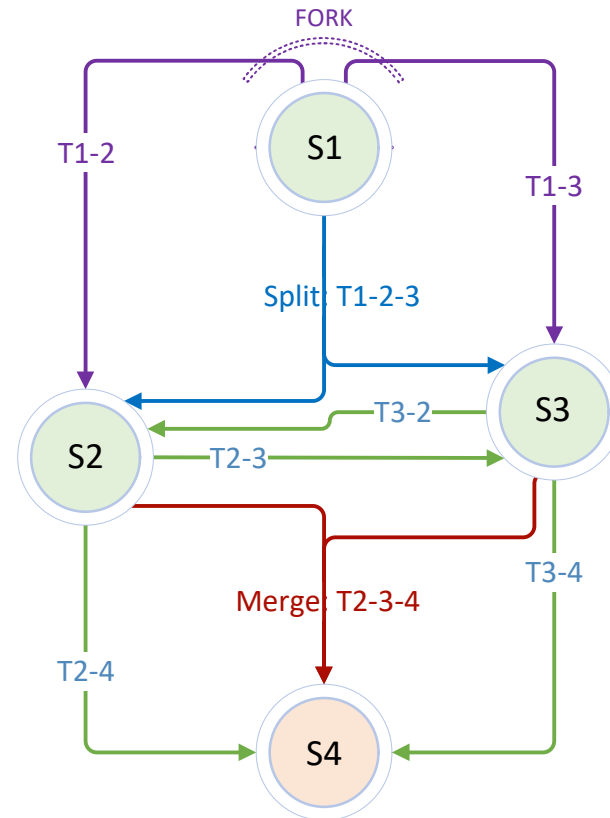 FORK
S1
T1-2
T1-3
Split: T1-2-3
T3-2
S3
S2
T2-3
T3-4
Merge: T2-3-4
T2-4
S4